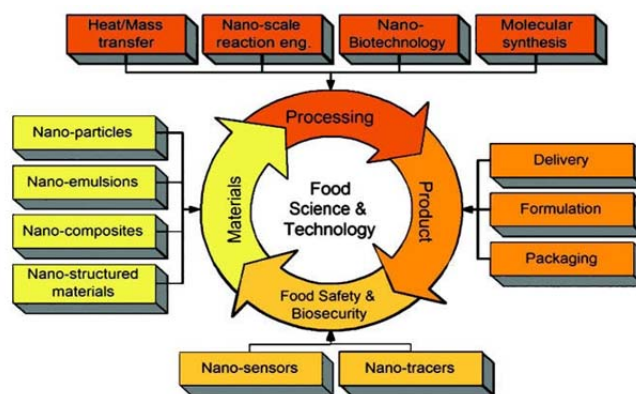 Heat/Mass
transfer
Nano-scale
reaction eng.
Nano-
Biotechnology
Molecular
synthesis
Processing
Nano-particles
Nano-emulsions
Nano-composites
Nano-structured
materials
Materials
Food
Science &
Technology
Product
Delivery
Formulation
Packaging
Food Safety &
Biosecurity
Nano-sensors
Nano-tracers